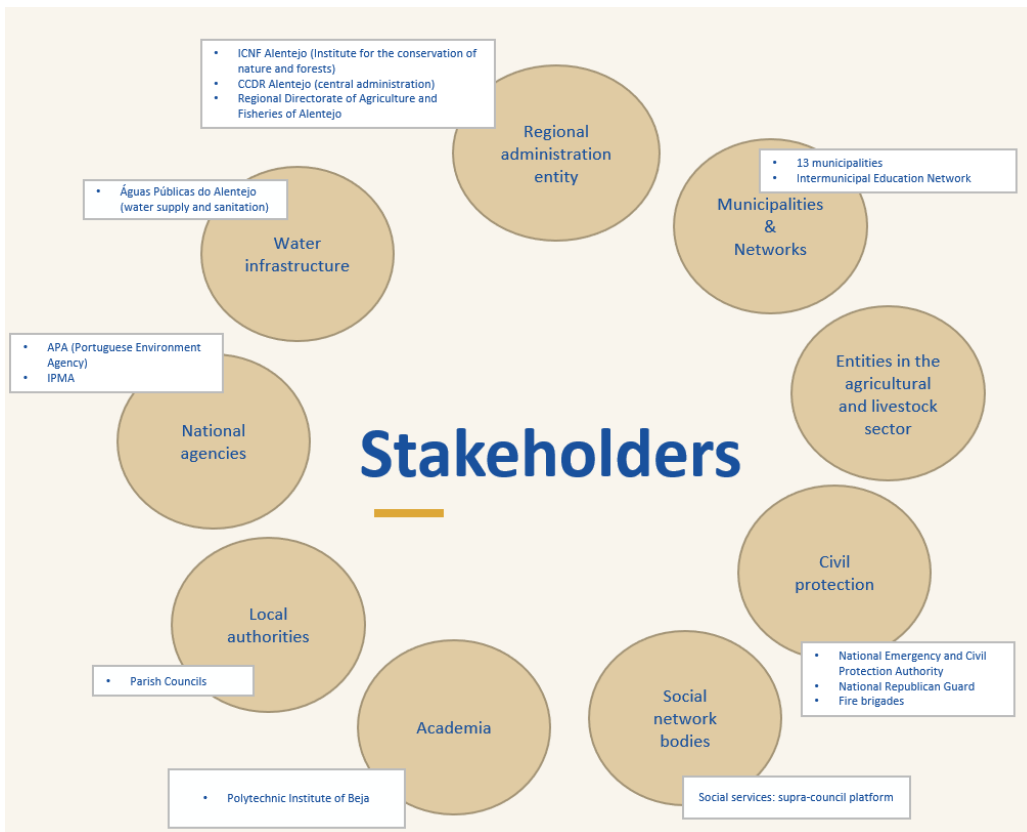 • ICNF Alentejo (Institute for the conservation of
nature and forests)
• CCDR Alentejo (central administration)
• Regional Directorate of Agriculture and
Fisheries of Alentejo
Regional
administration
entity
• 13 municipalities
• Intermunicipal Education Network
Municipalities
&
Networks
• Águas Públicas do Alentejo
(water supply and sanitation)
Water
infrastructure
Entities in the
agricultural
and livestock
sector
• APA (Portuguese Environment
Agency)
• IPMA
National
agencies
Stakeholders
Civil
protection
• National Emergency and Civil
Protection Authority
• National Republican Guard
• Fire brigades
Local
authorities
• Parish Councils
Social
network
bodies
Social services: supra-council platform
Academia
• Polytechnic Institute of Beja